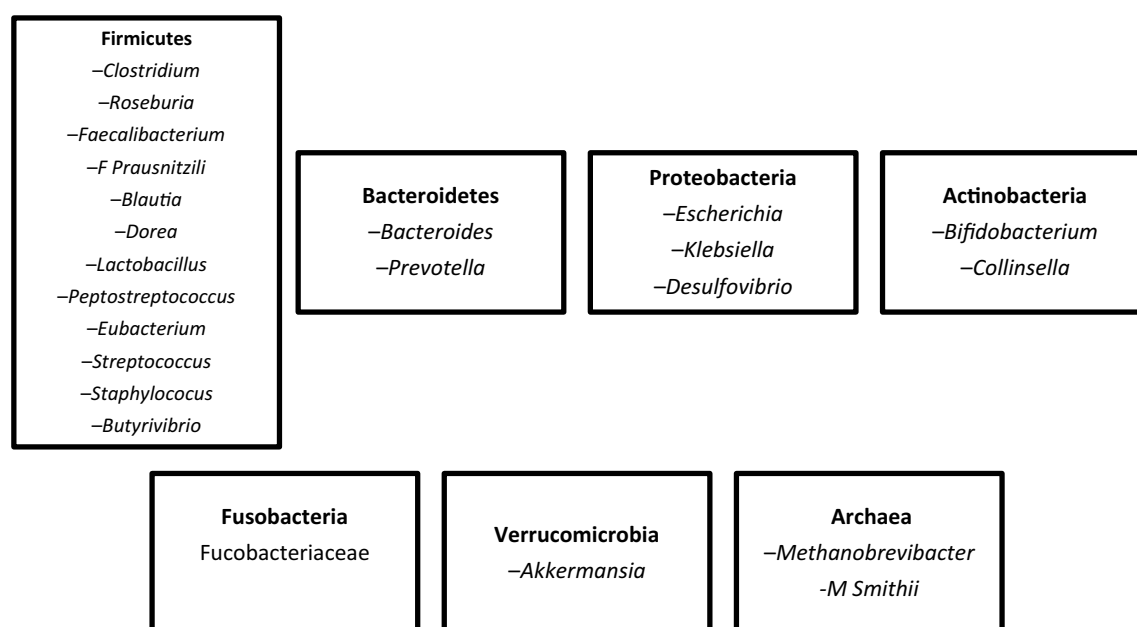 Firmicutes
–Clostridium
–Roseburia
–Faecalibacterium
–F Prausnitzili
–Blautia
–Dorea
–Lactobacillus
–Peptostreptococcus
–Eubacterium
–Streptococcus
–Staphylococus
–Butyrivibrio
Bacteroidetes
–Bacteroides
–Prevotella
Proteobacteria
–Escherichia
–Klebsiella
–Desulfovibrio
Actinobacteria
–Bifidobacterium
–Collinsella
Fusobacteria
Fucobacteriaceae
Verrucomicrobia
–Akkermansia
Archaea
–Methanobrevibacter
-M Smithii